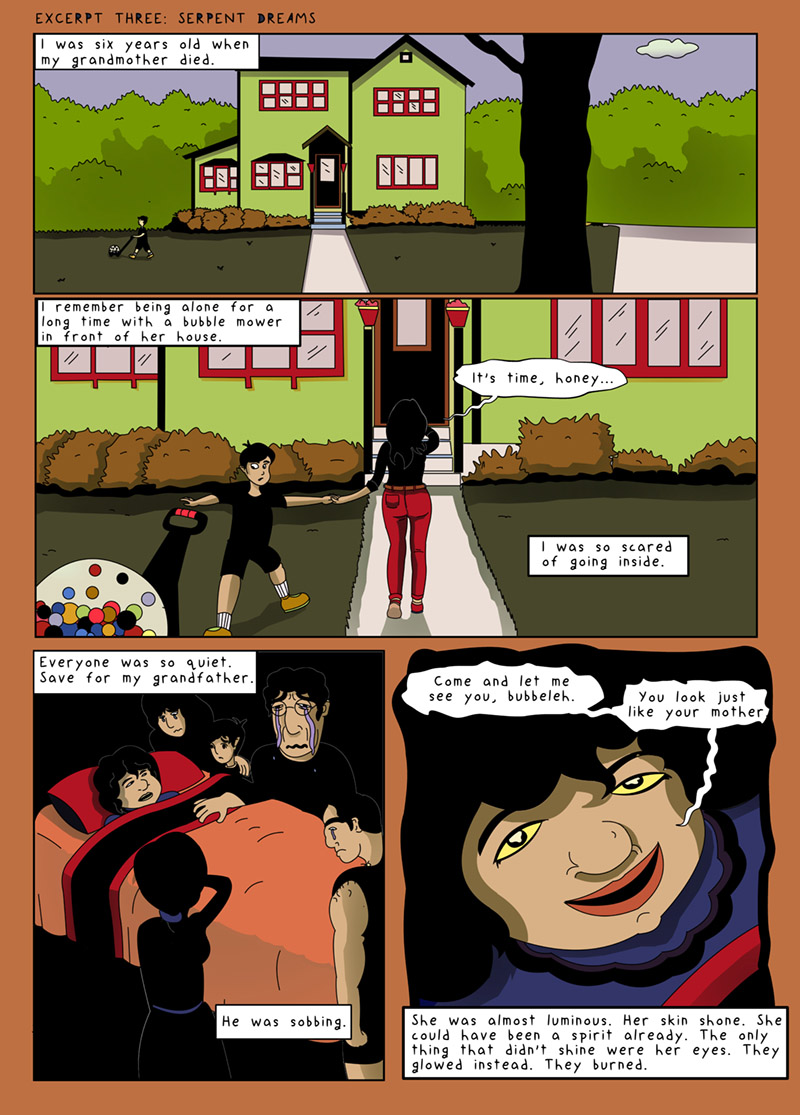 EXCERPT THREE: SERPENT DREAMS
I was six years old when
my grandmother died.
I remember being alone for a
long time with a bubble mower
in front of her house.
It's time, honey...
I was so scared
of going inside.
Everyone was so quiet.
Save for my grandfather.
He was sobbing.
Come and let me
see you, bubbeleh.
You look just
like your mother
She was almost luminous. Her skin shone. She
could have been a spirit already. The only
thing that didn't shine were her eyes. They
glowed instead. They burned.